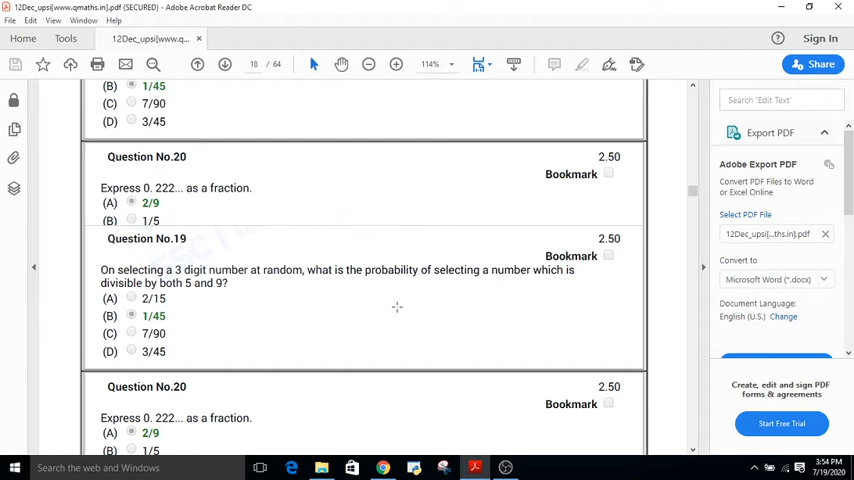 12Dec_upsi[www.qmaths.in].pdf (SECURED) - Adobe Acrobat Reader DC
File Edit View Window Help
Home Tools 12Dec_upsi[www.q... × Sign In
18 / 64 114% Share
(B) 1/45
(C) 7/90
(D) 3/45
Question No.20 2.50
Bookmark
Express 0. 222... as a fraction.
(A) 2/9
(B) 1/5
Question No.19 2.50
Bookmark
On selecting a 3 digit number at random, what is the probability of selecting a number which is
divisible by both 5 and 9?
(A) 2/15
(B) 1/45
(C) 7/90
(D) 3/45
Question No.20 2.50
Bookmark
Express 0. 222... as a fraction.
(A) 2/9
(B) 1/5
Search 'Edit Text'
Export PDF
Adobe Export PDF
Convert PDF Files to Word
or Excel Online
Select PDF File
12Dec_upsi[...ths.in].pdf
Convert to
Microsoft Word (*.docx)
Document Language:
English (U.S.) Change
Create, edit and sign PDF
forms & agreements
Start Free Trial
Search the web and Windows
3:54 PM
7/19/2020